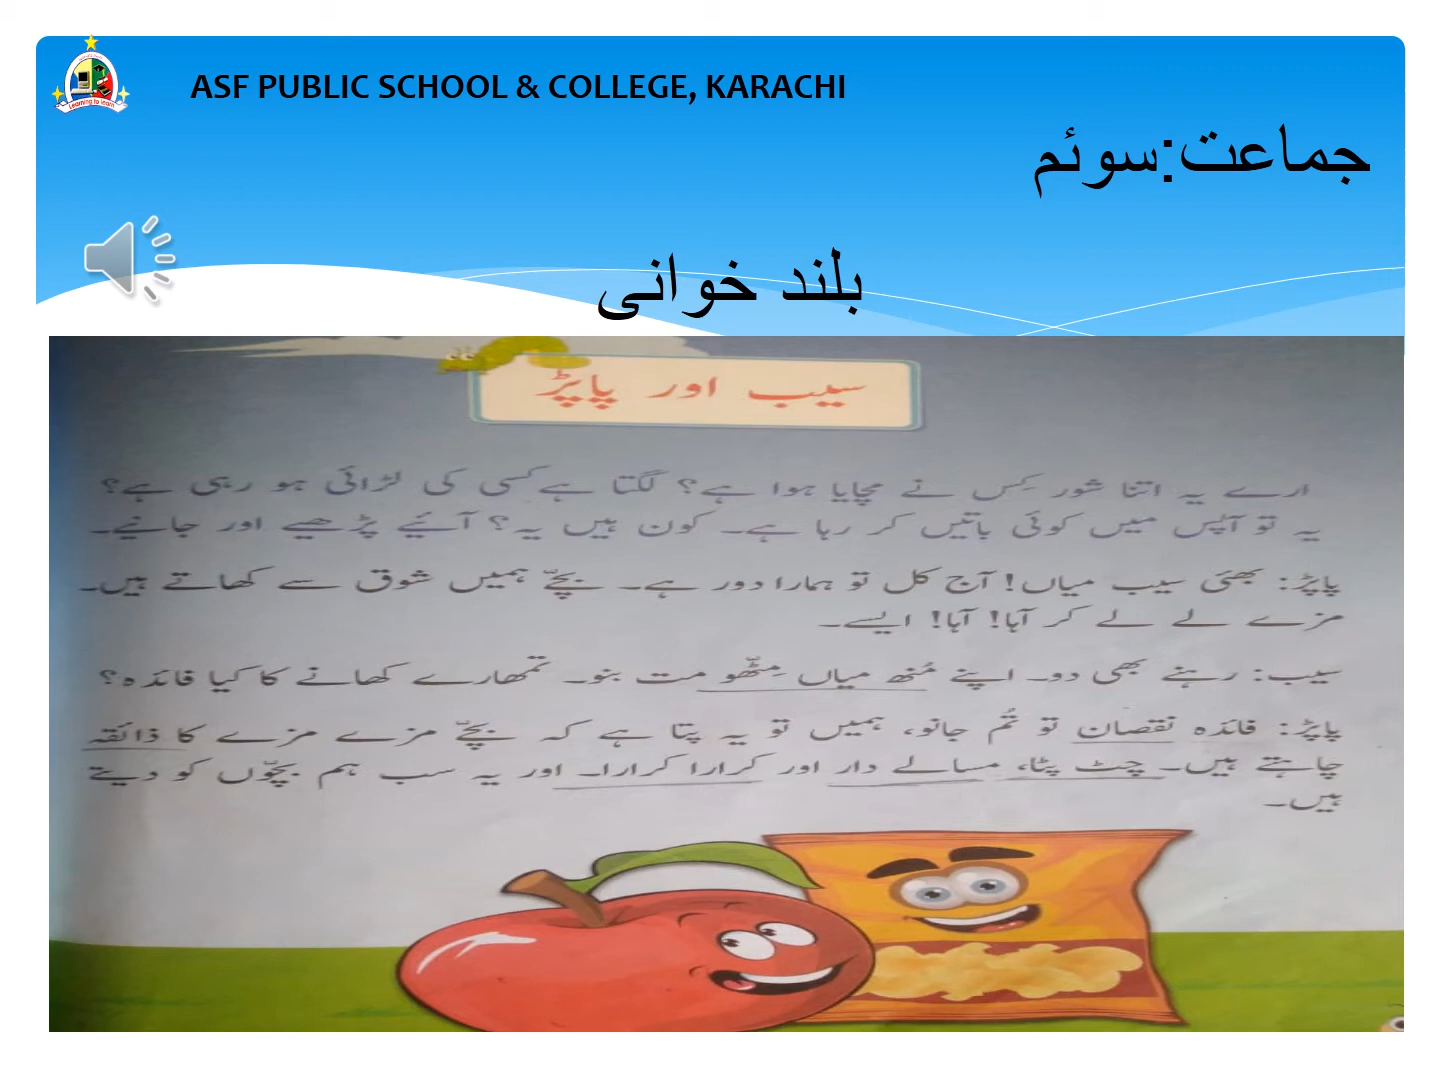 ASF PUBLIC SCHOOL & COLLEGE, KARACHI
Learning to learn
جماعت:سوئم
بلند خوانی
سیب اور پاپڑ
ارے یہ اتنا شور کِس نے مچایا ہوا ہے؟ لگتا ہے کسی کی لڑائی ہو رہی ہے؟
یہ تو آپس میں کوئی باتیں کر رہا ہے۔ کون ہیں یہ؟ آئیے پڑھیے اور جانیے۔
پاپڑ: بھئی سیب میاں! آج کل تو ہمارا دور ہے۔ بچّے ہمیں شوق سے کھاتے ہیں۔
مزے لے لے کر آہا! آہا! ایسے۔
سیب: رہنے بھی دو۔ اپنے مُنھ میاں مِٹّھو مت بنو۔ تمھارے کھانے کا کیا فائدہ؟
پاپڑ: فائدہ نقصان تو تُم جانو، ہمیں تو یہ پتا ہے کہ بچّے مزے مزے کا ذائقہ
چاہتے ہیں۔ چٹ پٹا، مسالے دار اور کرارا کرارا۔ اور یہ سب ہم بچّوں کو دیتے
ہیں۔